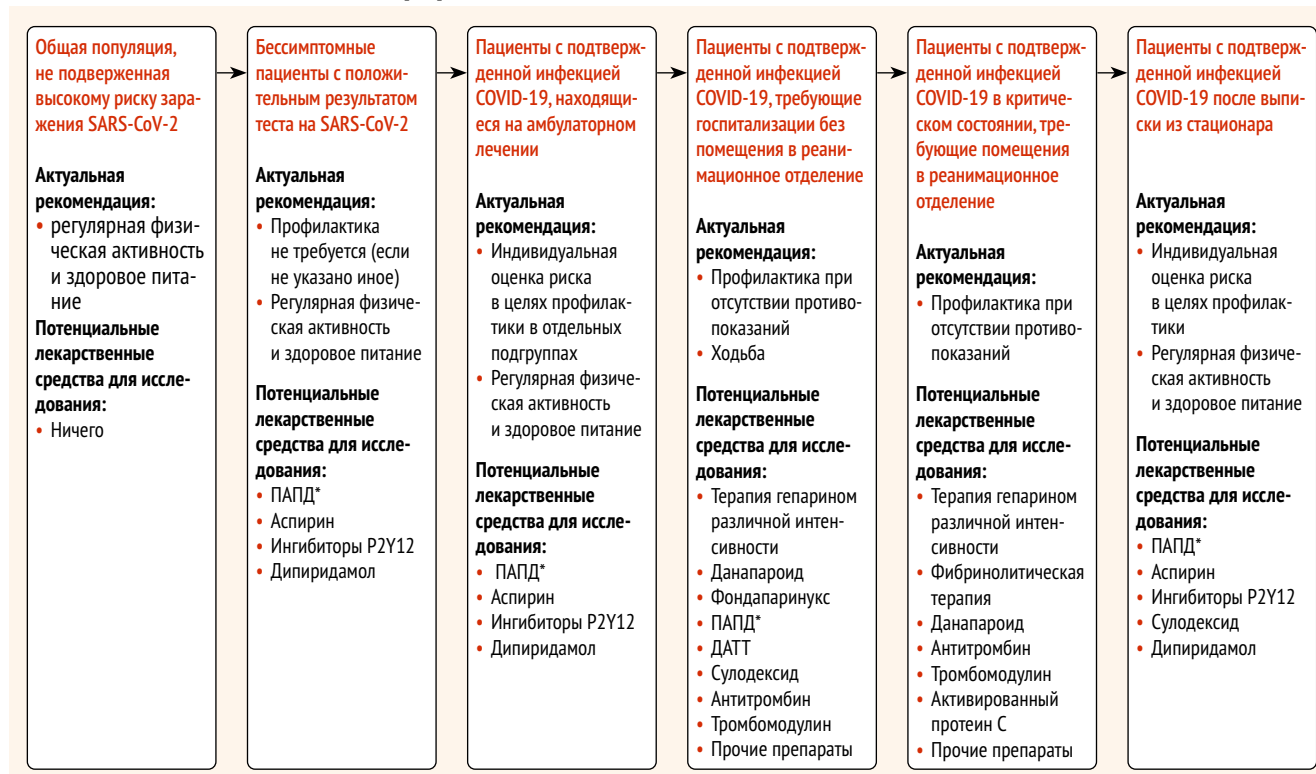 Общая популяция,
не подверженная
высокому риску зара-
жения SARS-CoV-2
Актуальная
рекомендация:
• регулярная физи-
ческая активность
и здоровое пита-
ние
Потенциальные
лекарственные
средства для иссле-
дования:
• Ничего
Бессимптомные
пациенты с положи-
тельным результатом
теста на SARS-CoV-2
Актуальная
рекомендация:
• Профилактика
не требуется (если
не указано иное)
• Регулярная физиче-
ская активность
и здоровое питание
Потенциальные
лекарственные
средства для иссле-
дования:
• ПАПД*
• Аспирин
• Ингибиторы P2Y12
• Дипиридамол
Пациенты с подтверж-
денной инфекцией
COVID-19, находящи-
еся на амбулаторном
лечении
Актуальная
рекомендация:
• Индивидуальная
оценка риска
в целях профилак-
тики в отдельных
подгруппах
• Регулярная физиче-
ская активность
и здоровое питание
Потенциальные
лекарственные
средства для иссле-
дования:
• ПАПД*
• Аспирин
• Ингибиторы P2Y12
• Дипиридамол
Пациенты с подтверж-
денной инфекцией
COVID-19, требующие
госпитализации без
помещения в реани-
мационное отделение
Актуальная
рекомендация:
• Профилактика при
отсутствии противо-
показаний
• Ходьба
Потенциальные
лекарственные
средства для иссле-
дования:
• Терапия гепарином
различной интен-
сивности
• Данапароид
• Фондапаринукс
• ПАПД*
• ДАТТ
• Сулодексид
• Антитромбин
• Тромбомодулин
• Прочие препараты
Пациенты с подтверж-
денной инфекцией
COVID-19 в критиче-
ском состоянии, тре-
бующие помещения
в реанимационное
отделение
Актуальная
рекомендация:
• Профилактика при
отсутствии противо-
показаний
Потенциальные
лекарственные
средства для иссле-
дования:
• Терапия гепарином
различной интен-
сивности
• Фибринолитическая
терапия
• Данапароид
• Антитромбин
• Тромбомодулин
• Активированный
протеин C
• Прочие препараты
Пациенты с подтверж-
денной инфекцией
COVID-19 после выпи-
ски из стационара
Актуальная
рекомендация:
• Индивидуальная
оценка риска
в целях профилак-
тики
• Регулярная физиче-
ская активность
и здоровое питание
Потенциальные
лекарственные
средства для иссле-
дования:
• ПАПД*
• Аспирин
• Ингибиторы P2Y12
• Сулодексид
• Дипиридамол